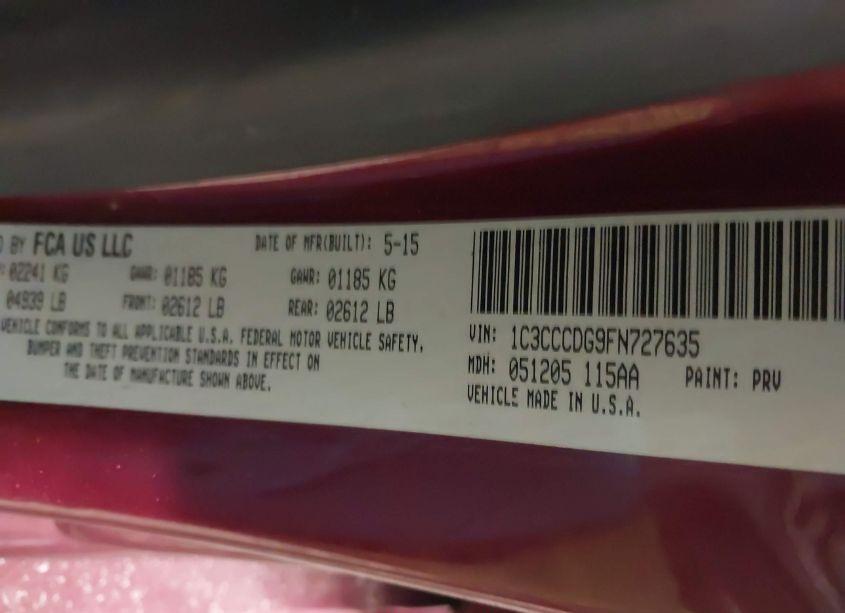 BY FCA US LLC DATE OF MFR(BUILT): 5-15
02241 KG GAWR: 01185 KG GAWR: 01185 KG
04939 LB FRONT: 02612 LB REAR: 02612 LB
VEHICLE CONFORMS TO ALL APPLICABLE U.S.A. FEDERAL MOTOR VEHICLE SAFETY,
BUMPER AND THEFT PREVENTION STANDARDS IN EFFECT ON
THE DATE OF MANUFACTURE SHOWN ABOVE.
VIN: 1C3CCCDG9FN727635
MDH: 051205 115AA PAINT: PRV
VEHICLE MADE IN U.S.A.